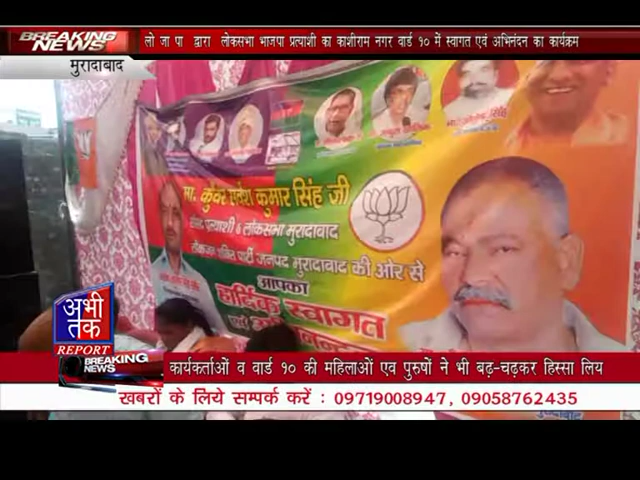 BREAKING NEWS
लो जा पा द्वारा लोकसभा भाजपा प्रत्याशी का काशीराम नगर वार्ड १० में स्वागत एवं अभिनंदन का कार्यक्रम
मुरादाबाद
मा. कुंवर सर्वेश कुमार सिंह जी
लोकसभा मुरादाबाद
जनपद मुरादाबाद की ओर से
आपका
हार्दिक स्वागत
एवं
अभी
तक
REPORT
BREAKING NEWS
कार्यकर्ताओं व वार्ड १० की महिलाओं एव पुरुषों ने भी बढ़-चढ़कर हिस्सा लिय
खबरों के लिये सम्पर्क करें : 09719008947, 09058762435